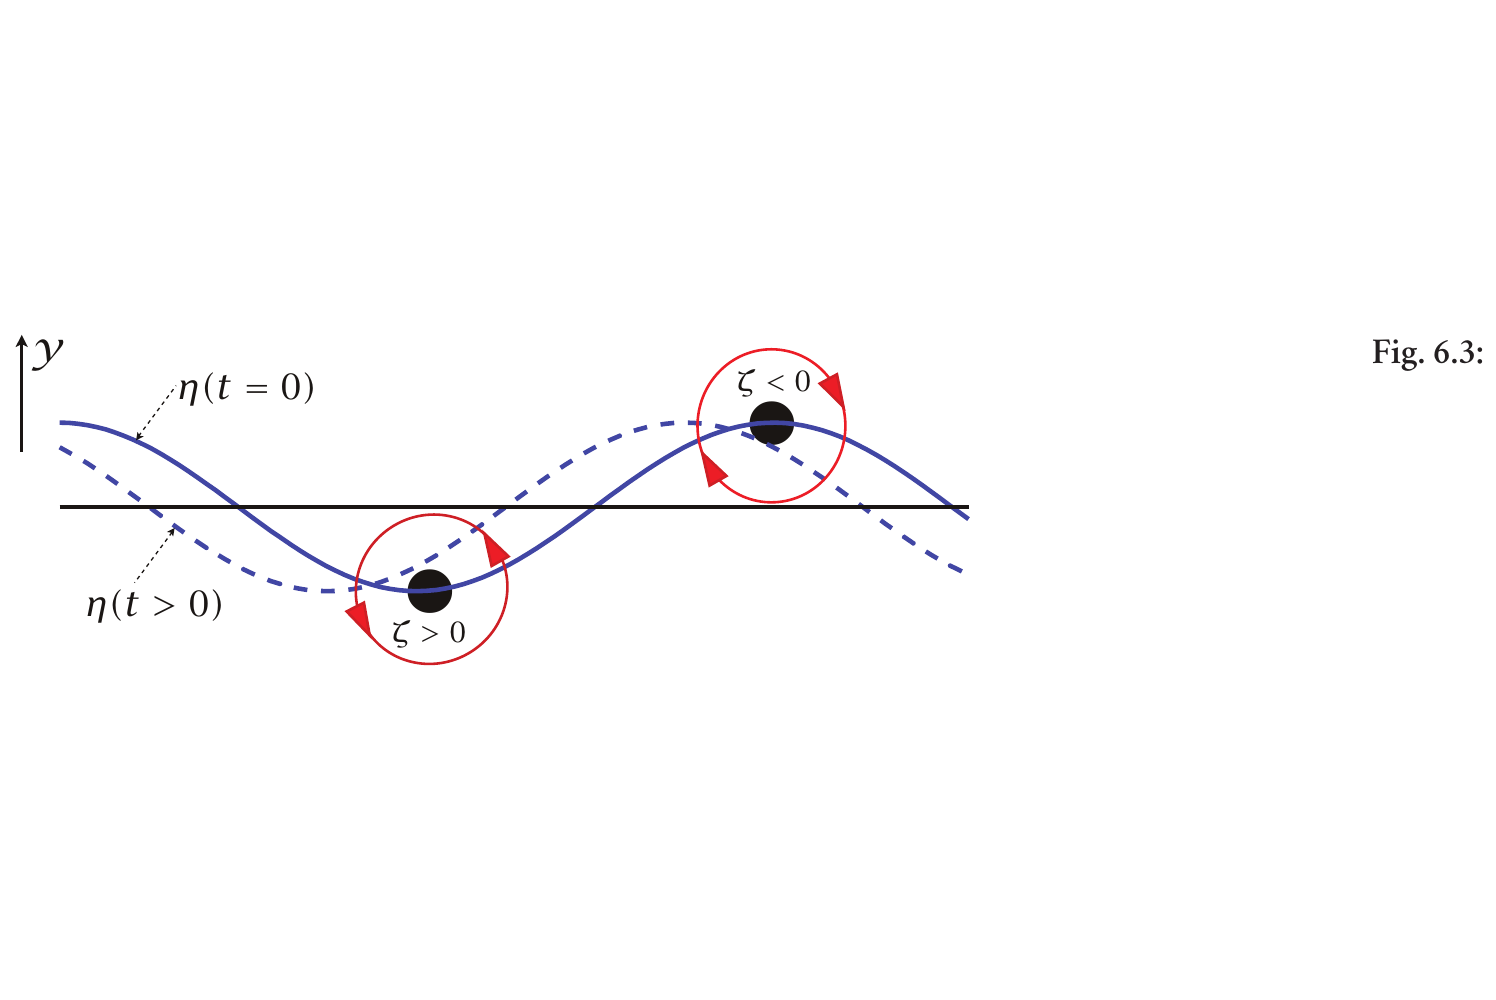 y
Fig. 6.3:
η(t = 0)
ζ < 0
η(t > 0)
ζ > 0